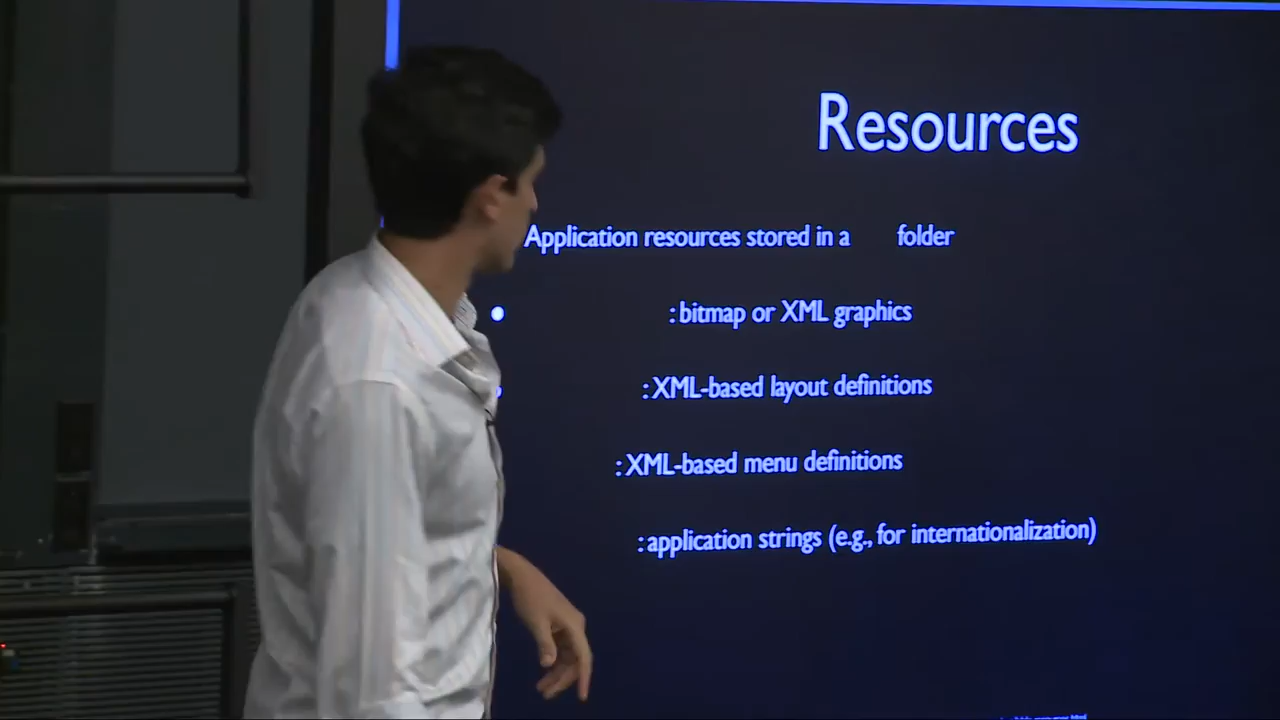 Resources
Application resources stored in a folder
: bitmap or XML graphics
: XML-based layout definitions
: XML-based menu definitions
: application strings (e.g., for internationalization)